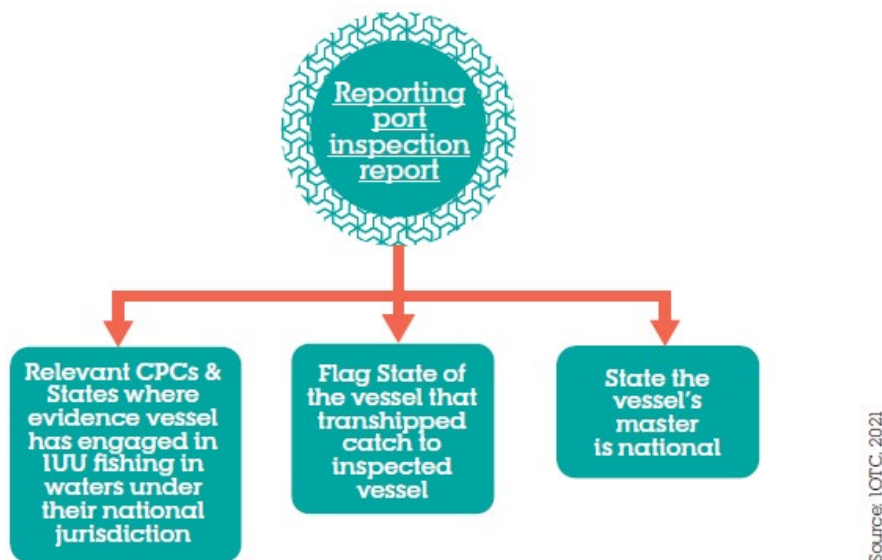 Reporting
port
inspection
report
Relevant CPCs &
States where
evidence vessel
has engaged in
IUU fishing in
waters under
their national
jurisdiction
Flag State of
the vessel that
transhipped
catch to
inspected
vessel
State the
vessel's
master
is national
Source: IOTC, 2021